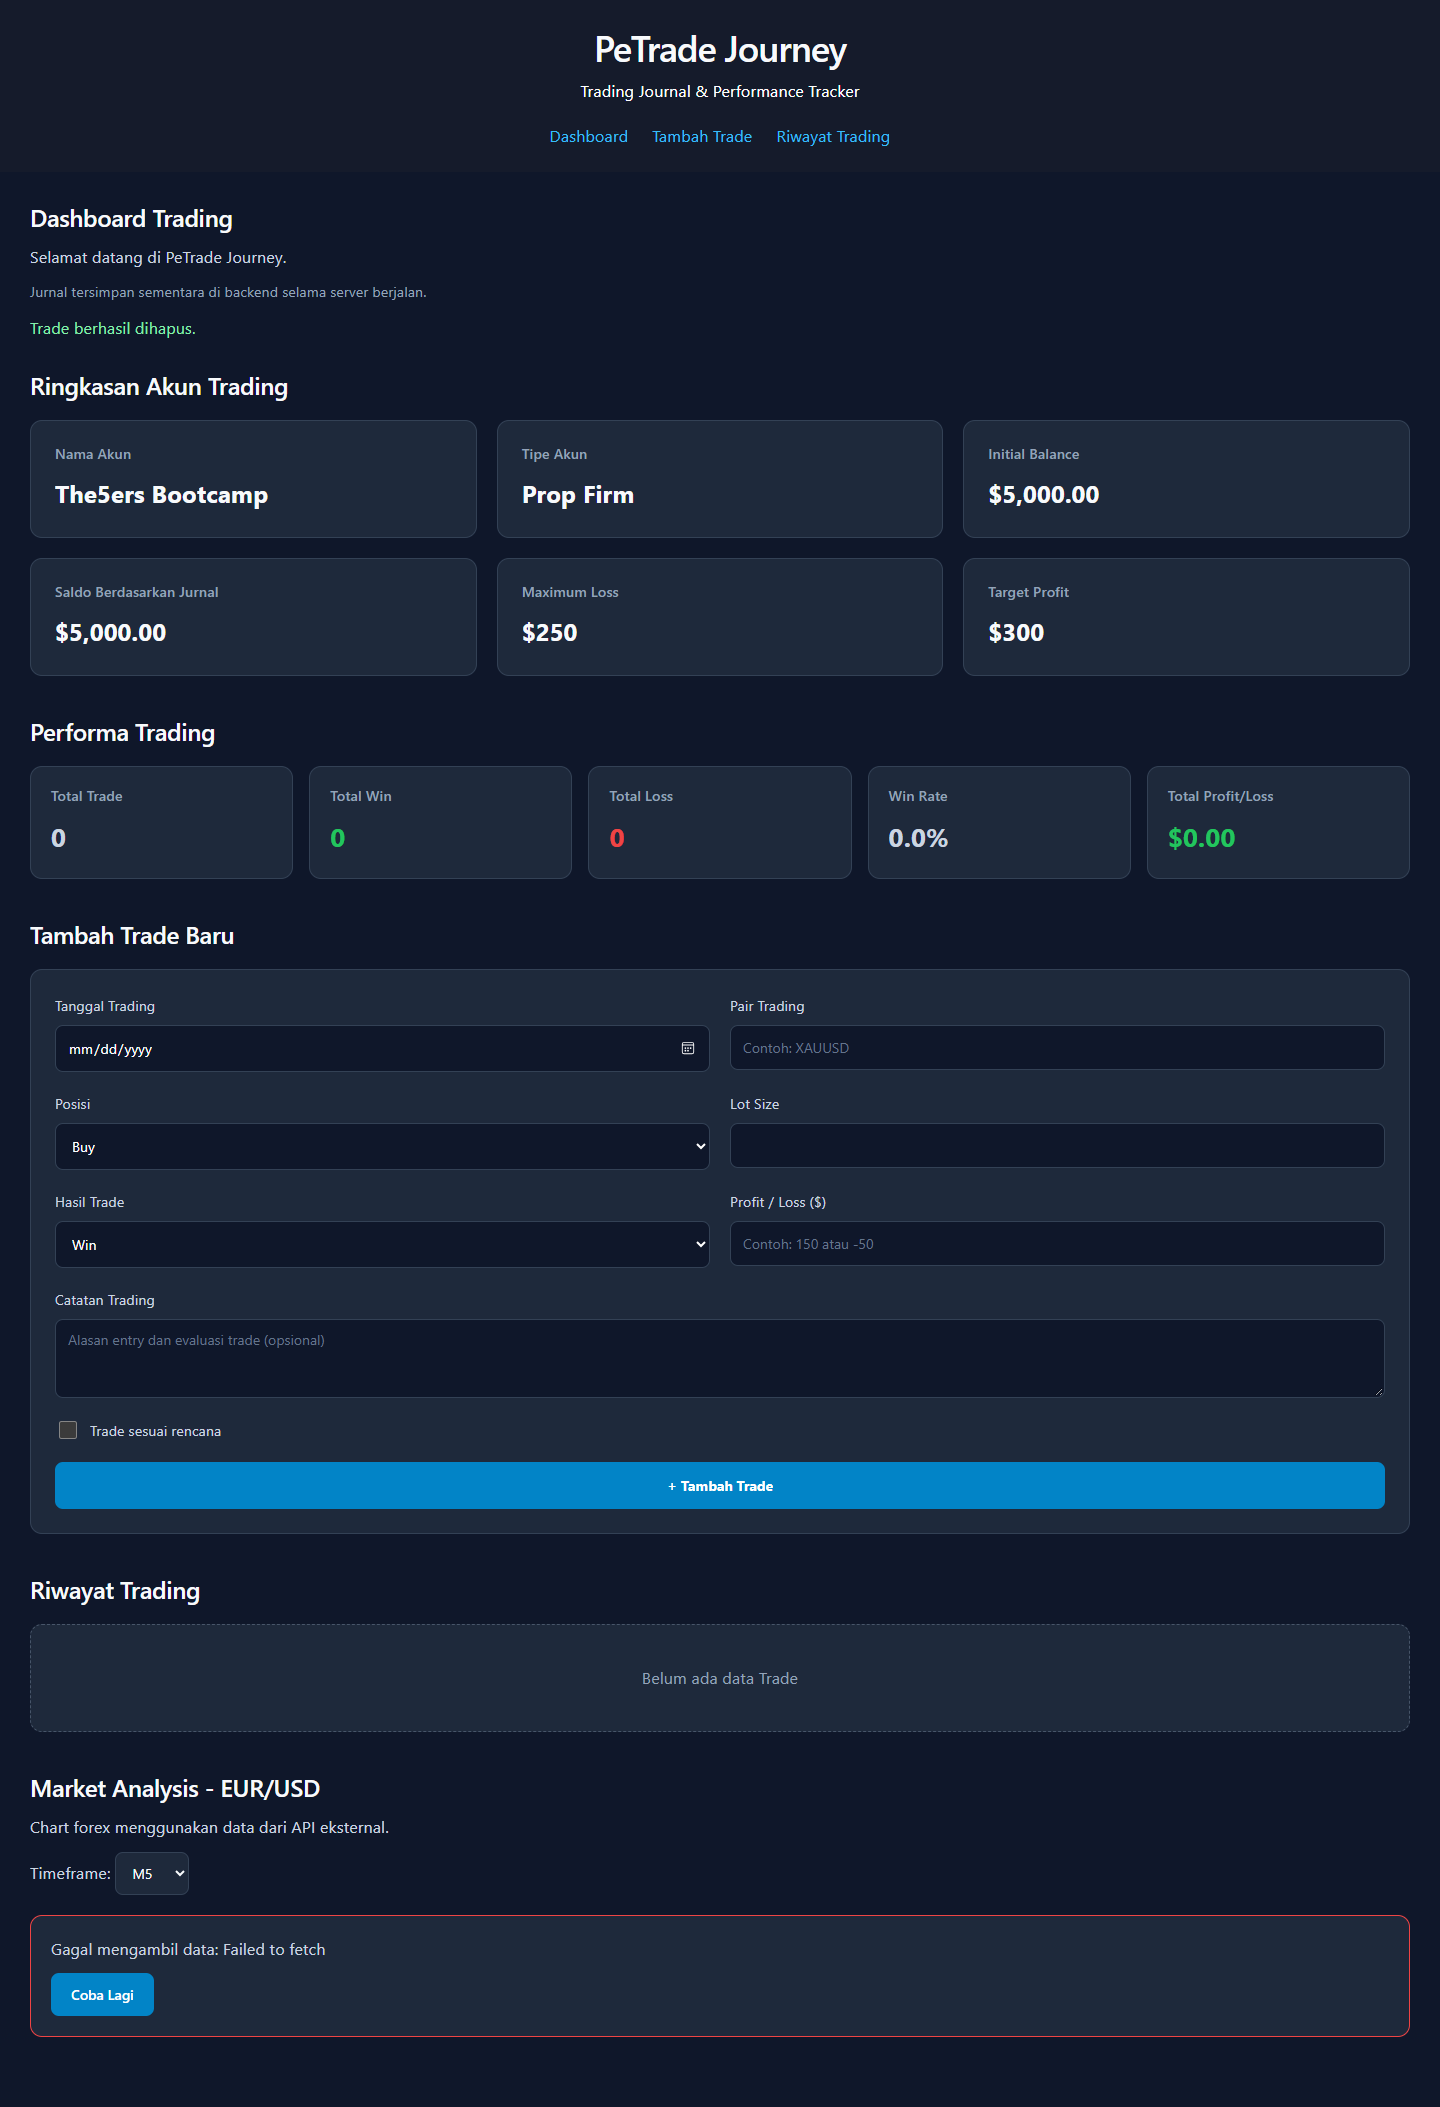 PeTrade Journey
Trading Journal & Performance Tracker
Dashboard Tambah Trade Riwayat Trading
Dashboard Trading
Selamat datang di PeTrade Journey.
Jurnal tersimpan sementara di backend selama server berjalan.
Trade berhasil dihapus.
Ringkasan Akun Trading
Nama Akun
The5ers Bootcamp
Tipe Akun
Prop Firm
Initial Balance
$5,000.00
Saldo Berdasarkan Jurnal
$5,000.00
Maximum Loss
$250
Target Profit
$300
Performa Trading
Total Trade
0
Total Win
0
Total Loss
0
Win Rate
0.0%
Total Profit/Loss
$0.00
Tambah Trade Baru
Tanggal Trading
mm/dd/yyyy
Pair Trading
Contoh: XAUUSD
Posisi
Buy
Lot Size
Hasil Trade
Win
Profit / Loss ($)
Contoh: 150 atau -50
Catatan Trading
Alasan entry dan evaluasi trade (opsional)
Trade sesuai rencana
+ Tambah Trade
Riwayat Trading
Belum ada data Trade
Market Analysis - EUR/USD
Chart forex menggunakan data dari API eksternal.
Timeframe: M5
Gagal mengambil data: Failed to fetch
Coba Lagi